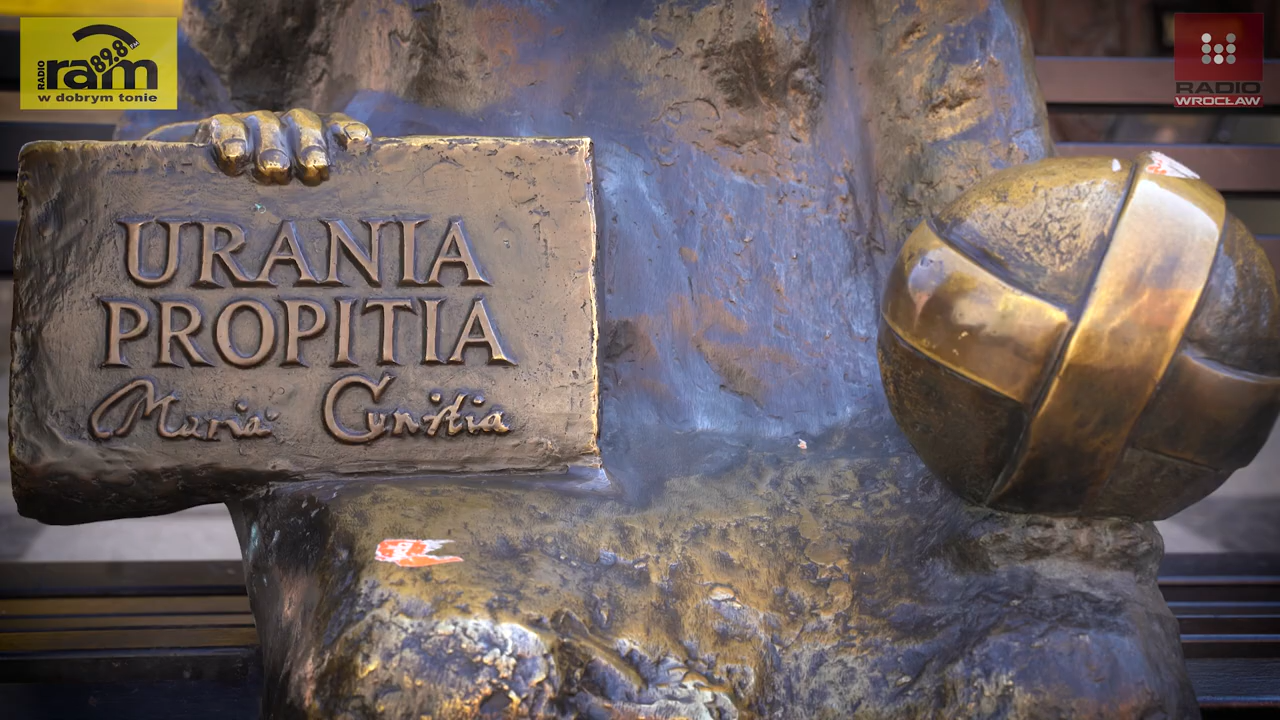 RADIO
ram
89.8 FM
w dobrym tonie
RADIO
WROCŁAW
URANIA
PROPITIA
Maria Cunitia